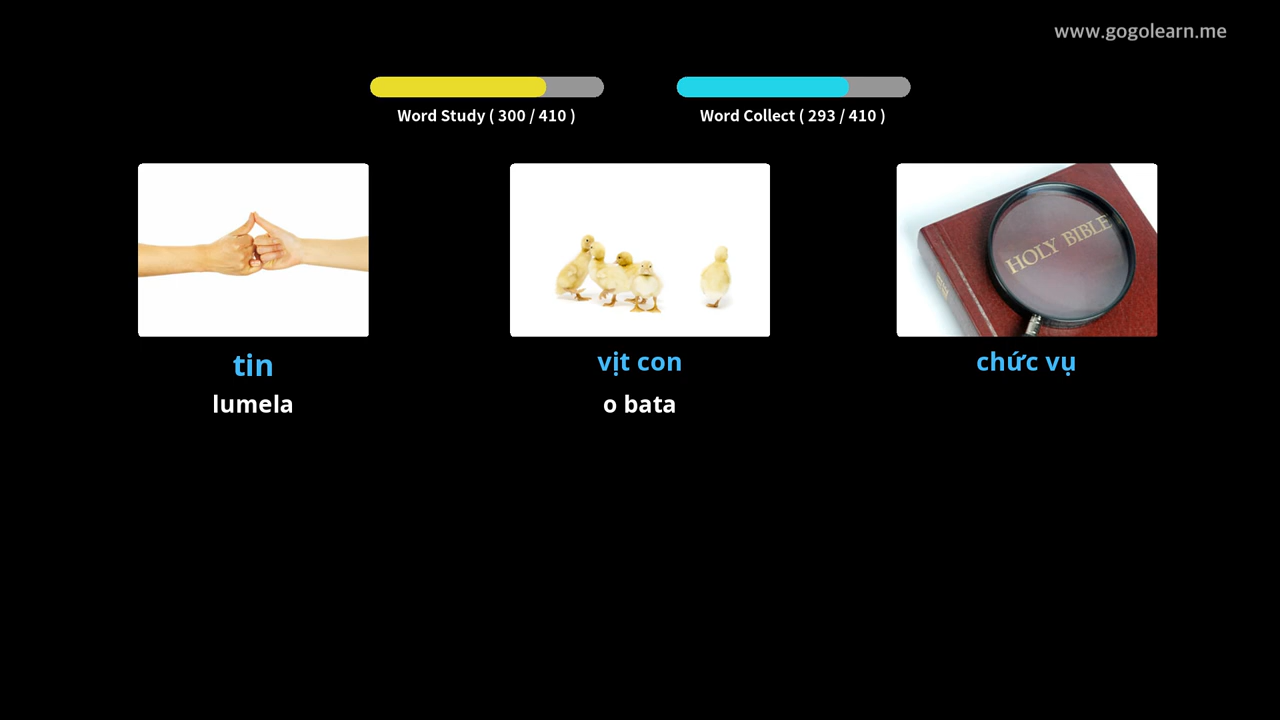 www.gogolearn.me
Word Study ( 300 / 410 )
Word Collect ( 293 / 410 )
HOLY BIBLE
tin
vịt con
chức vụ
lumela
o bata